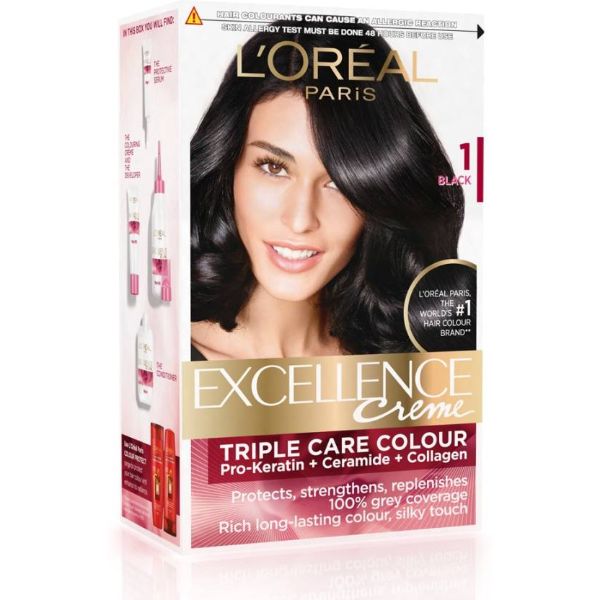 IN THIS BOX YOU WILL FIND:
THE
PROTECTIVE
SERUM
THE
COLOURING
CRÈME
AND THE
DEVELOPER
THE
CONDITIONER
COLOUR PROTECT
HAIR COLOURANTS CAN CAUSE AN ALLERGIC REACTION
SKIN ALLERGY TEST MUST BE DONE 48 HOURS BEFORE USE
L'ORÉAL
PARiS
1
BLACK
L'ORÉAL PARIS,
THE
WORLD'S #1
HAIR COLOUR
BRAND**
EXCELLENCE
Creme
TRIPLE CARE COLOUR
Pro-Keratin + Ceramide + Collagen
Protects, strengthens, replenishes
100% grey coverage
Rich long-lasting colour, silky touch